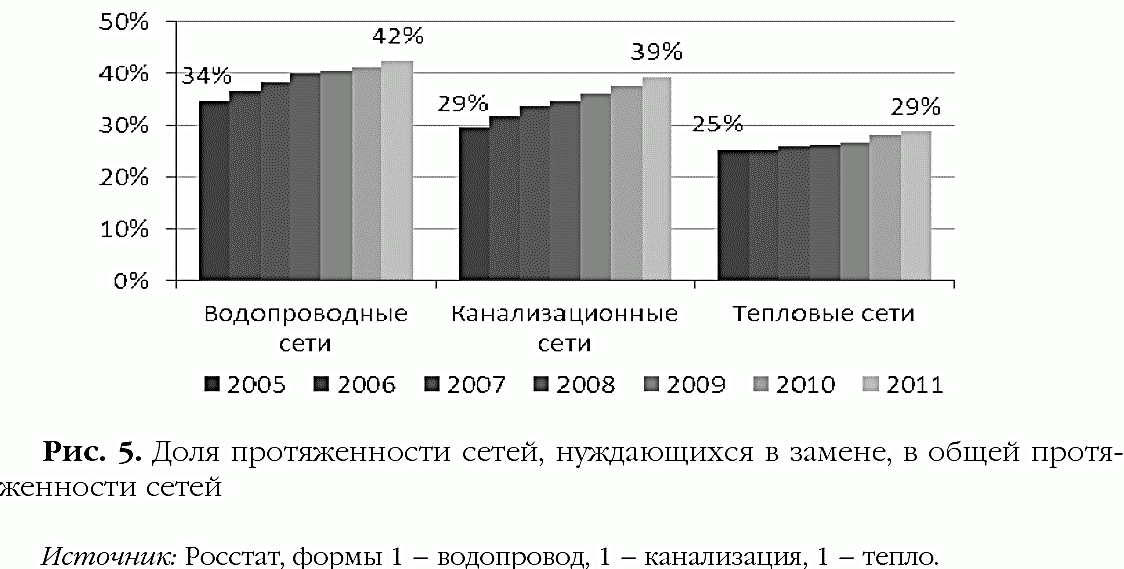 50%
42%
39%
40%
34%
29%
29%
30%
25%
20%
10%
0%
Водопроводные сети
Канализационные сети
Тепловые сети
2005 2006 2007 2008 2009 2010 2011
Рис. 5. Доля протяженности сетей, нуждающихся в замене, в общей протя-
женности сетей
Источник: Росстат, формы 1 – водопровод, 1 – канализация, 1 – тепло.